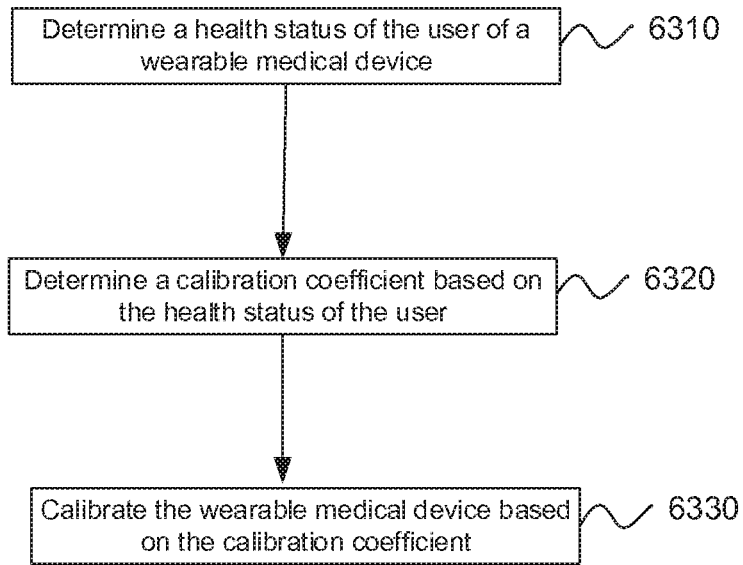 Determine a health status of the user of a
wearable medical device
6310
Determine a calibration coefficient based on
the health status of the user
6320
Calibrate the wearable medical device based
on the calibration coefficient
6330